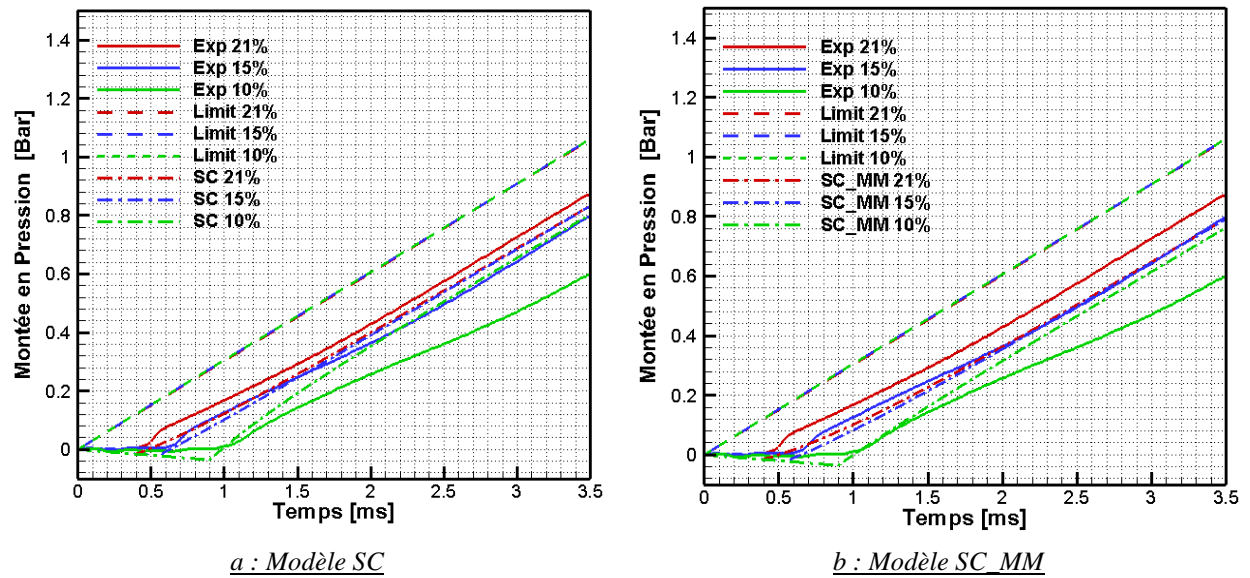 1.4
1.2
1
0.8
0.6
0.4
0.2
0
Montée en Pression [Bar]
Exp 21%
Exp 15%
Exp 10%
Limit 21%
Limit 15%
Limit 10%
SC 21%
SC 15%
SC 10%
0 0.5 1 1.5 2 2.5 3 3.5
Temps [ms]
a : Modèle SC
1.4
1.2
1
0.8
0.6
0.4
0.2
0
Montée en Pression [Bar]
Exp 21%
Exp 15%
Exp 10%
Limit 21%
Limit 15%
Limit 10%
SC_MM 21%
SC_MM 15%
SC_MM 10%
0 0.5 1 1.5 2 2.5 3 3.5
Temps [ms]
b : Modèle SC_MM